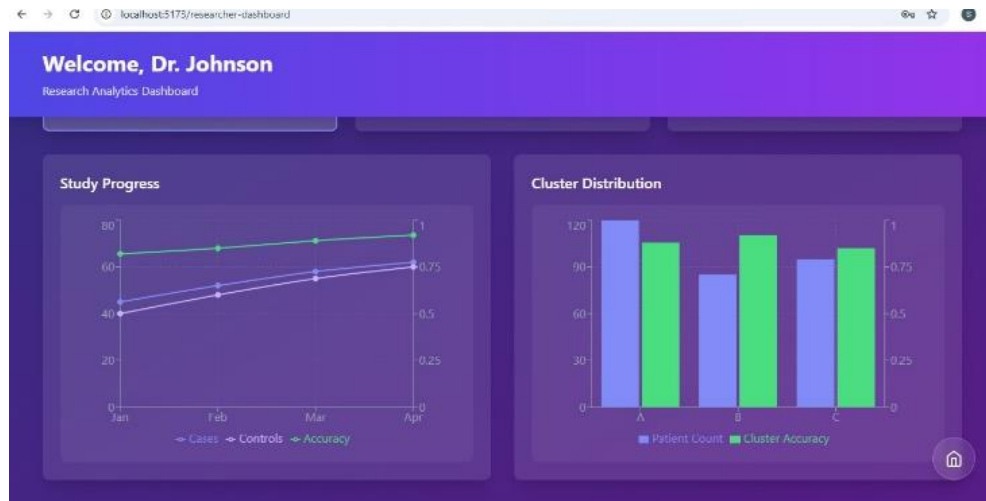 localhost:5173/researcher-dashboard
S
Welcome, Dr. Johnson
Research Analytics Dashboard
Study Progress
80
60
40
20
0
1
0.75
0.5
0.25
0
Jan
Feb
Mar
Apr
Cases
Controls
Accuracy
Cluster Distribution
120
90
60
30
0
1
0.75
0.5
0.25
0
A
B
C
Patient Count
Cluster Accuracy